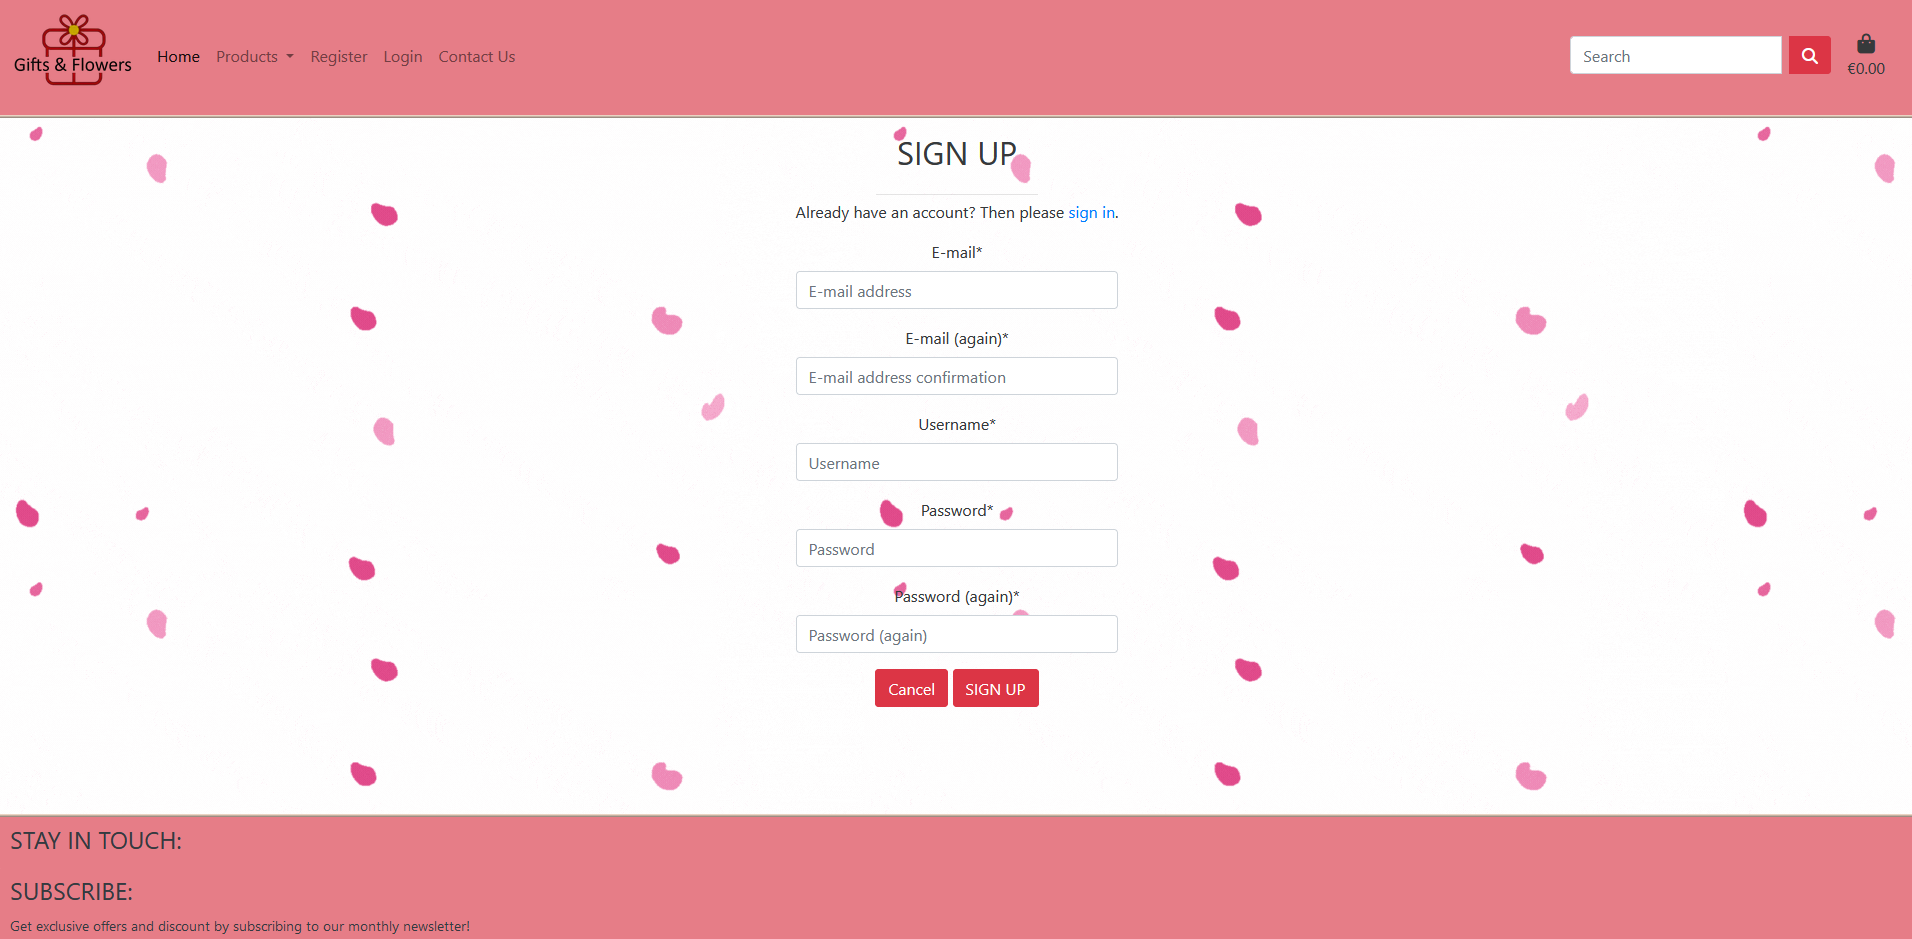 Gifts & Flowers
Home Products Register Login Contact Us
Search
€0.00
SIGN UP
Already have an account? Then please sign in.
E-mail*
E-mail address
E-mail (again)*
E-mail address confirmation
Username*
Username
Password*
Password
Password (again)*
Password (again)
Cancel SIGN UP
STAY IN TOUCH:
SUBSCRIBE:
Get exclusive offers and discount by subscribing to our monthly newsletter!